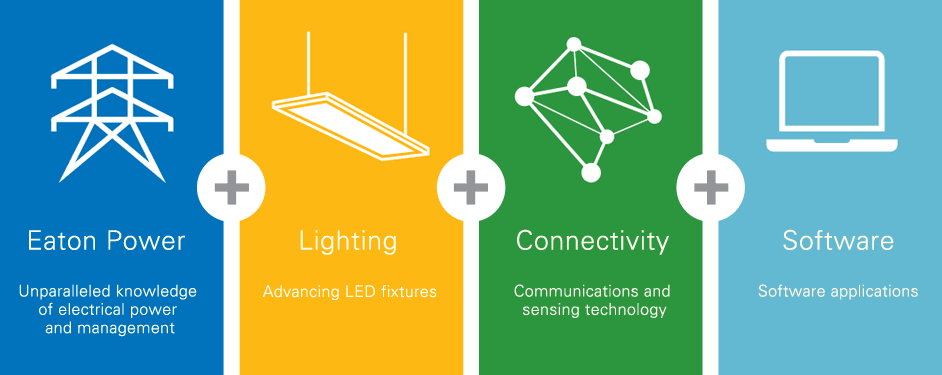 Eaton Power
Unparalleled knowledge
of electrical power
and management
Lighting
Advancing LED fixtures
Connectivity
Communications and
sensing technology
Software
Software applications